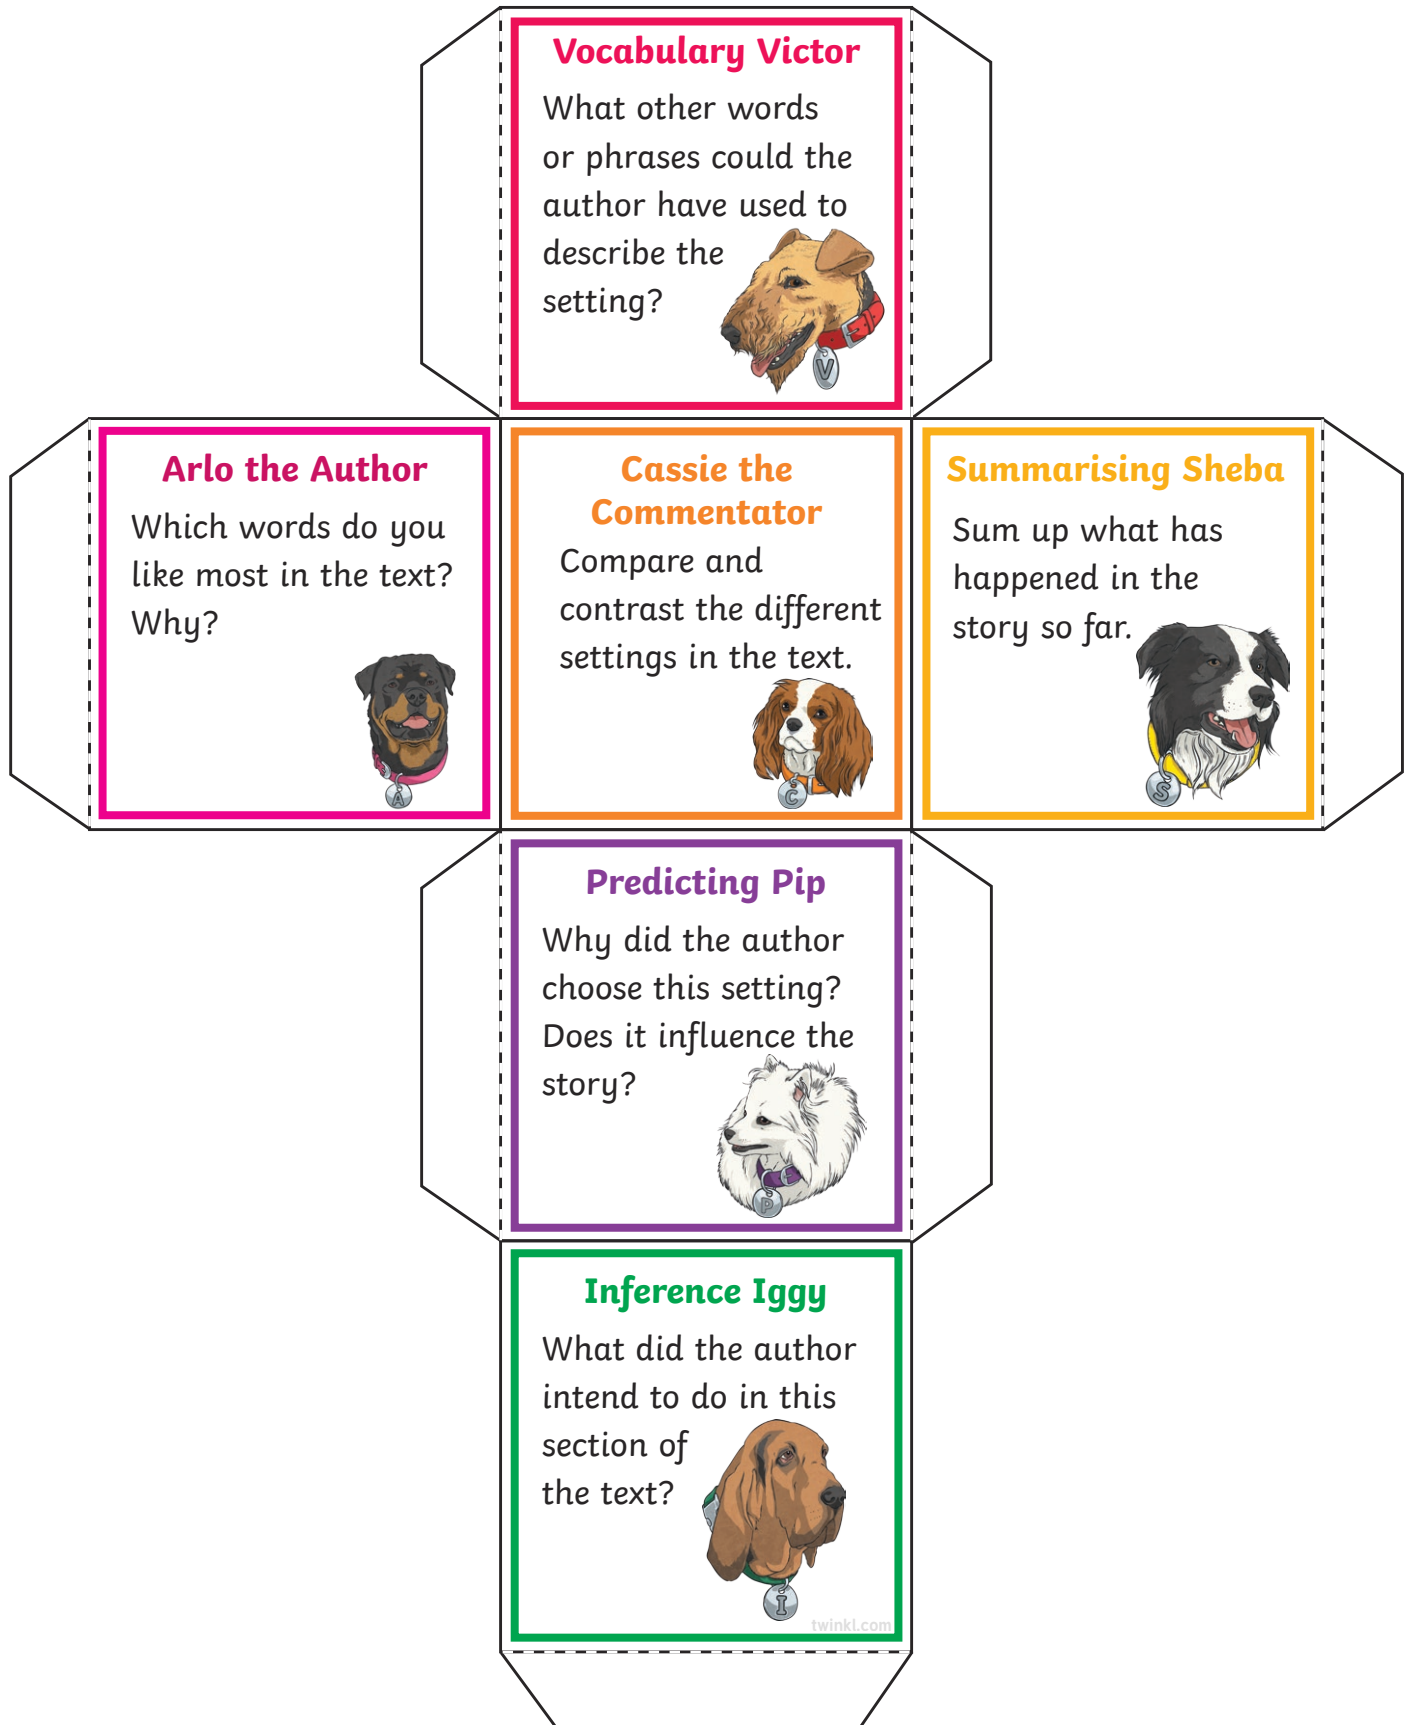 Vocabulary Victor
What other words
or phrases could the
author have used to
describe the
setting?
V
Arlo the Author
Which words do you
like most in the text?
Why?
A
Cassie the
Commentator
Compare and
contrast the different
settings in the text.
C
Summarising Sheba
Sum up what has
happened in the
story so far.
S
Predicting Pip
Why did the author
choose this setting?
Does it influence the
story?
P
Inference Iggy
What did the author
intend to do in this
section of
the text?
I
twinkl.com